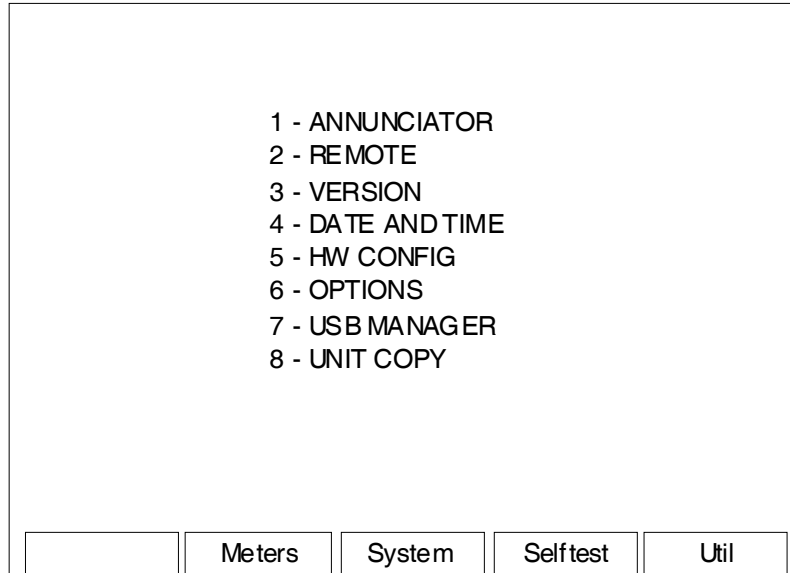 1 - ANNUNCIATOR
2 - REMOTE
3 - VERSION
4 - DATE AND TIME
5 - HW CONFIG
6 - OPTIONS
7 - USB MANAGER
8 - UNIT COPY
Meters System Selftest Util